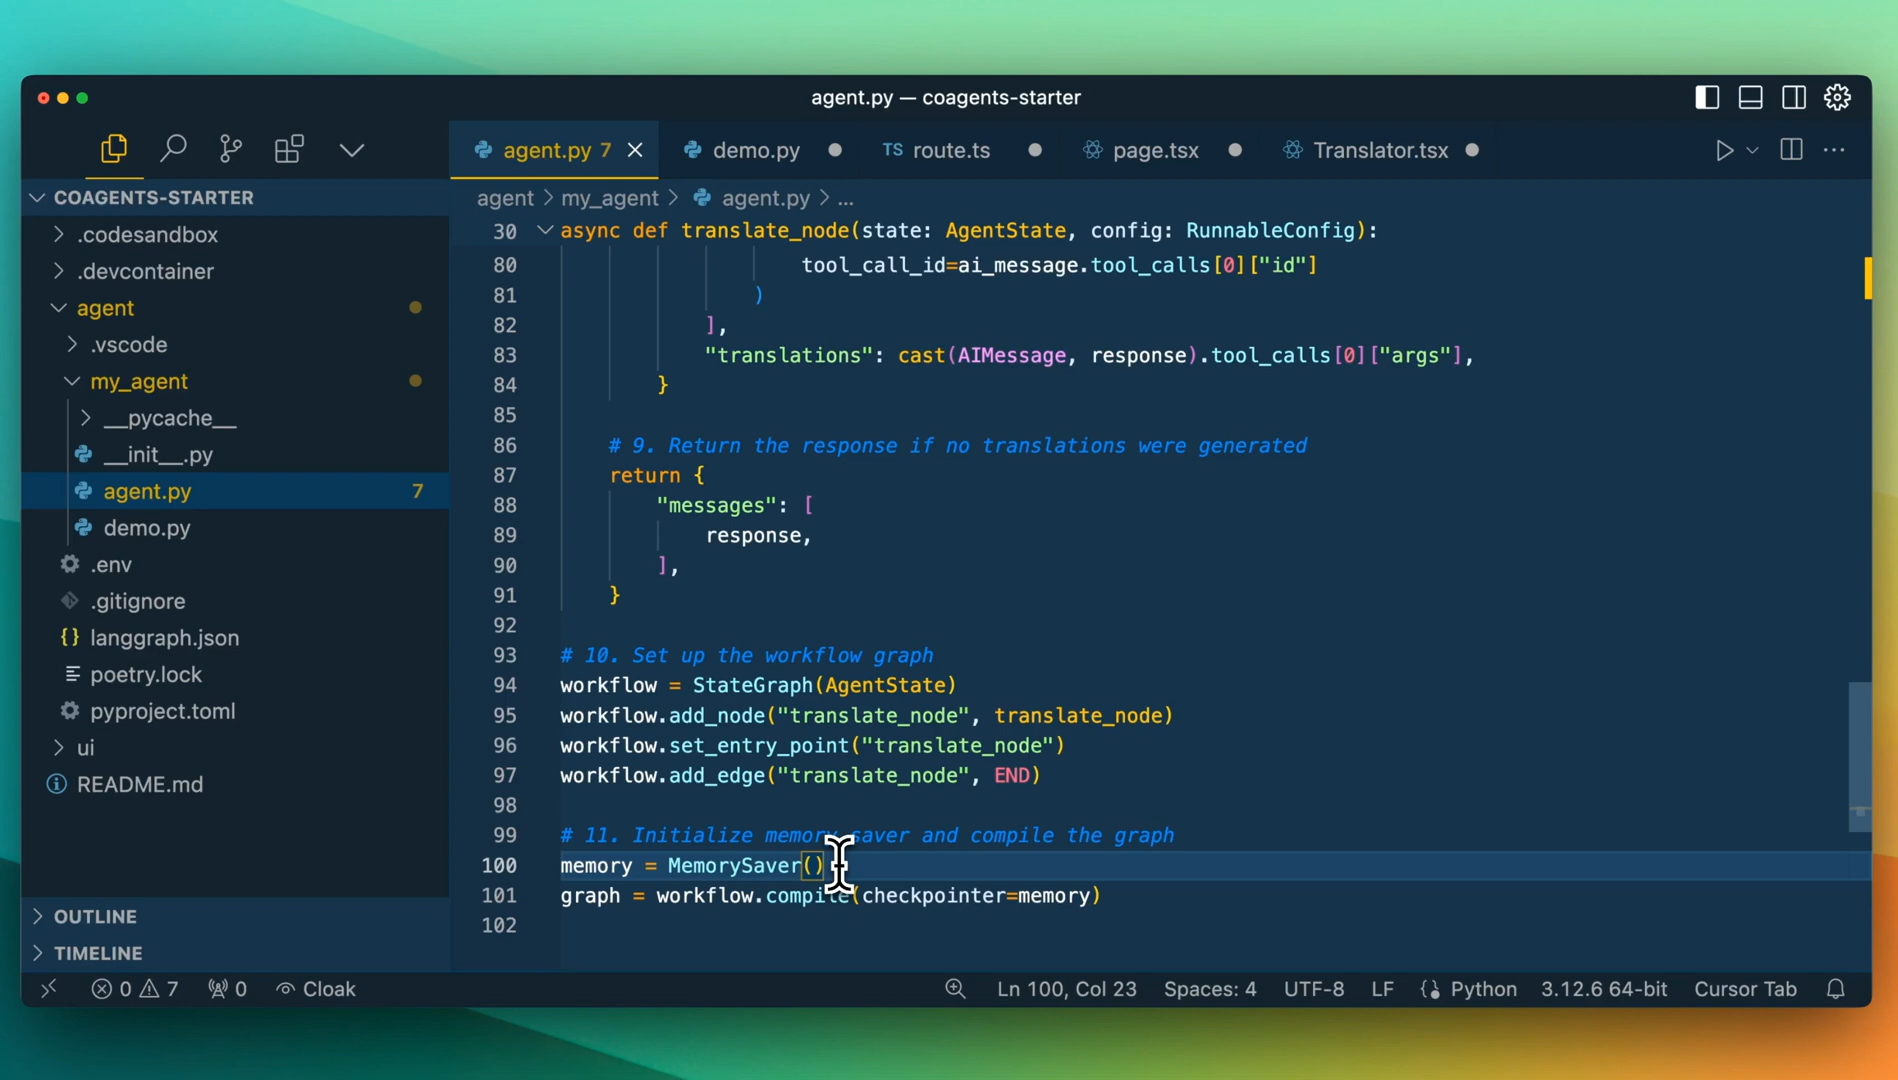 agent.py — coagents-starter
agent.py 7
demo.py
TS route.ts
page.tsx
Translator.tsx
COAGENTS-STARTER
.codesandbox
.devcontainer
agent
.vscode
my_agent
__pycache__
__init__.py
agent.py 7
demo.py
.env
.gitignore
{} langgraph.json
poetry.lock
pyproject.toml
ui
README.md
OUTLINE
TIMELINE
agent > my_agent > agent.py > ...
30 async def translate_node(state: AgentState, config: RunnableConfig):
80 tool_call_id=ai_message.tool_calls[0]["id"]
81 )
82 ],
83 "translations": cast(AIMessage, response).tool_calls[0]["args"],
84 }
85
86 # 9. Return the response if no translations were generated
87 return {
88 "messages": [
89 response,
90 ],
91 }
92
93 # 10. Set up the workflow graph
94 workflow = StateGraph(AgentState)
95 workflow.add_node("translate_node", translate_node)
96 workflow.set_entry_point("translate_node")
97 workflow.add_edge("translate_node", END)
98
99 # 11. Initialize memory saver and compile the graph
100 memory = MemorySaver()
101 graph = workflow.compile(checkpointer=memory)
102
0 7 0 Cloak Ln 100, Col 23 Spaces: 4 UTF-8 LF Python 3.12.6 64-bit Cursor Tab